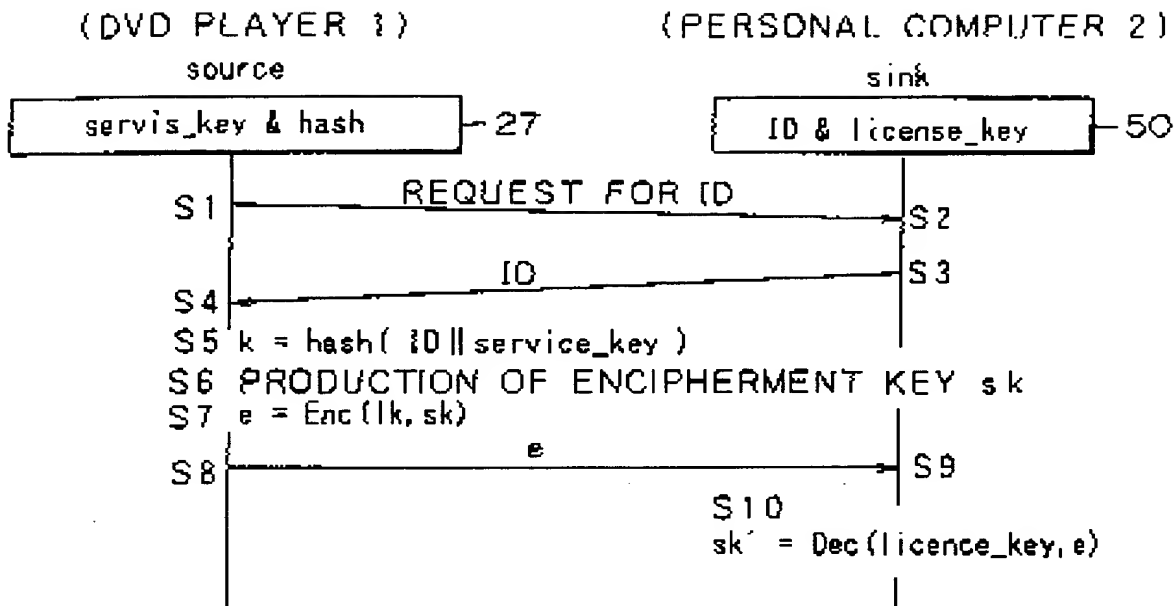 (DVD PLAYER 1) (PERSONAL COMPUTER 2)
source sink
servis_key & hash 27 ID & license_key 50
S1 REQUEST FOR ID S2
ID S3
S4
S5 k = hash( ID || service_key )
S6 PRODUCTION OF ENCIPHERMENT KEY sk
S7 e = Enc(lk, sk)
S8 e S9
S10
sk' = Dec(licence_key, e)